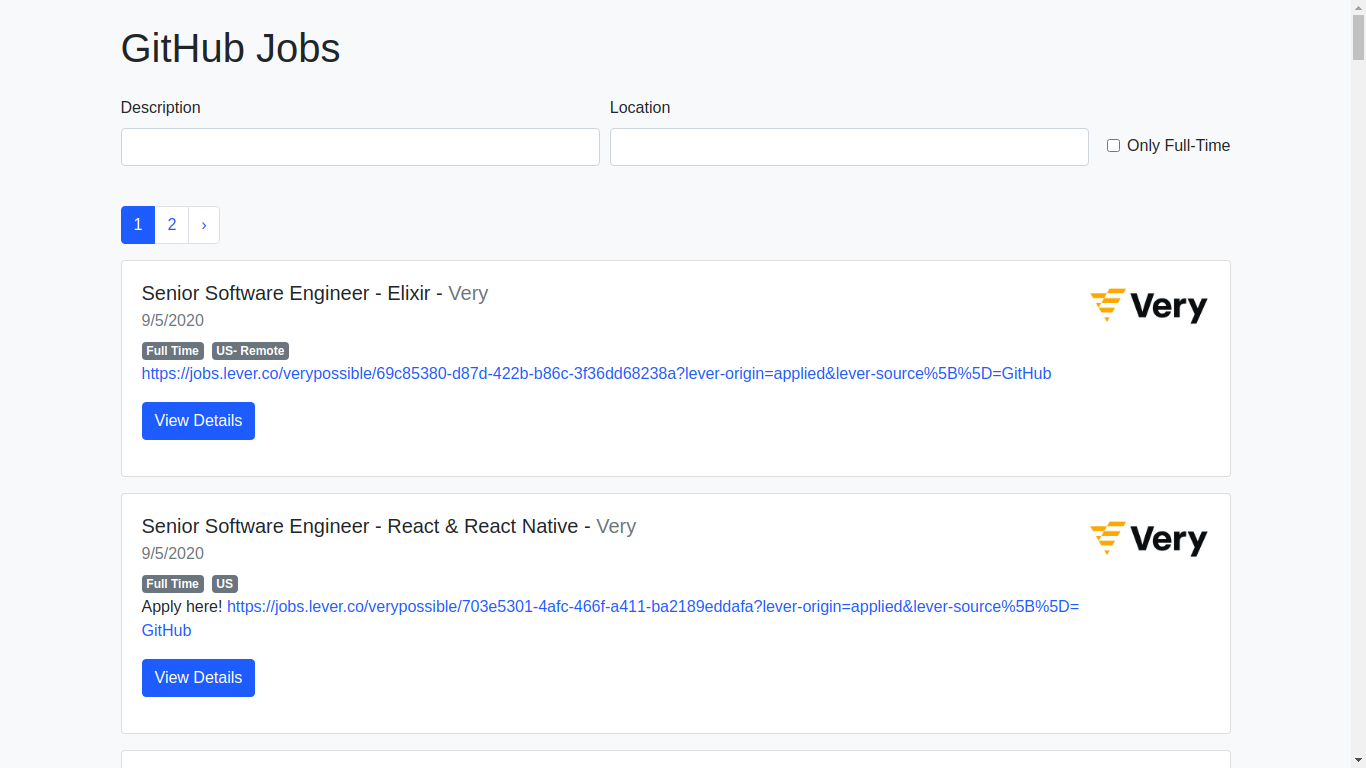 GitHub Jobs
Description
Location
Only Full-Time
1 2 ›
Senior Software Engineer - Elixir - Very
Very
9/5/2020
Full Time US- Remote
https://jobs.lever.co/verypossible/69c85380-d87d-422b-b86c-3f36dd68238a?lever-origin=applied&lever-source%5B%5D=GitHub
View Details
Senior Software Engineer - React & React Native - Very
Very
9/5/2020
Full Time US
Apply here! https://jobs.lever.co/verypossible/703e5301-4afc-466f-a411-ba2189eddafa?lever-origin=applied&lever-source%5B%5D=
GitHub
View Details